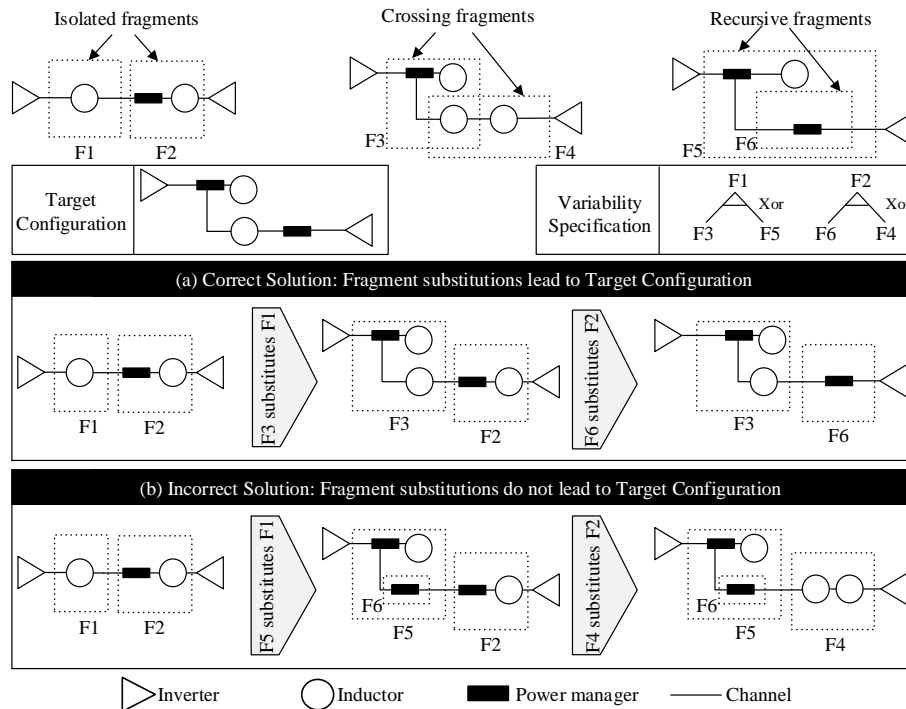 Isolated fragments
Crossing fragments
Recursive fragments
F1
F2
F3
F4
F5
F6
Target
Configuration
Variability
Specification
F1
Xor
F3
F5
F2
Xor
F6
F4
(a) Correct Solution: Fragment substitutions lead to Target Configuration
F1
F2
F3 substitutes F1
F3
F2
F6 substitutes F2
F3
F6
(b) Incorrect Solution: Fragment substitutions do not lead to Target Configuration
F1
F2
F5 substitutes F1
F6
F5
F2
F4 substitutes F2
F6
F5
F4
Inverter
Inductor
Power manager
Channel